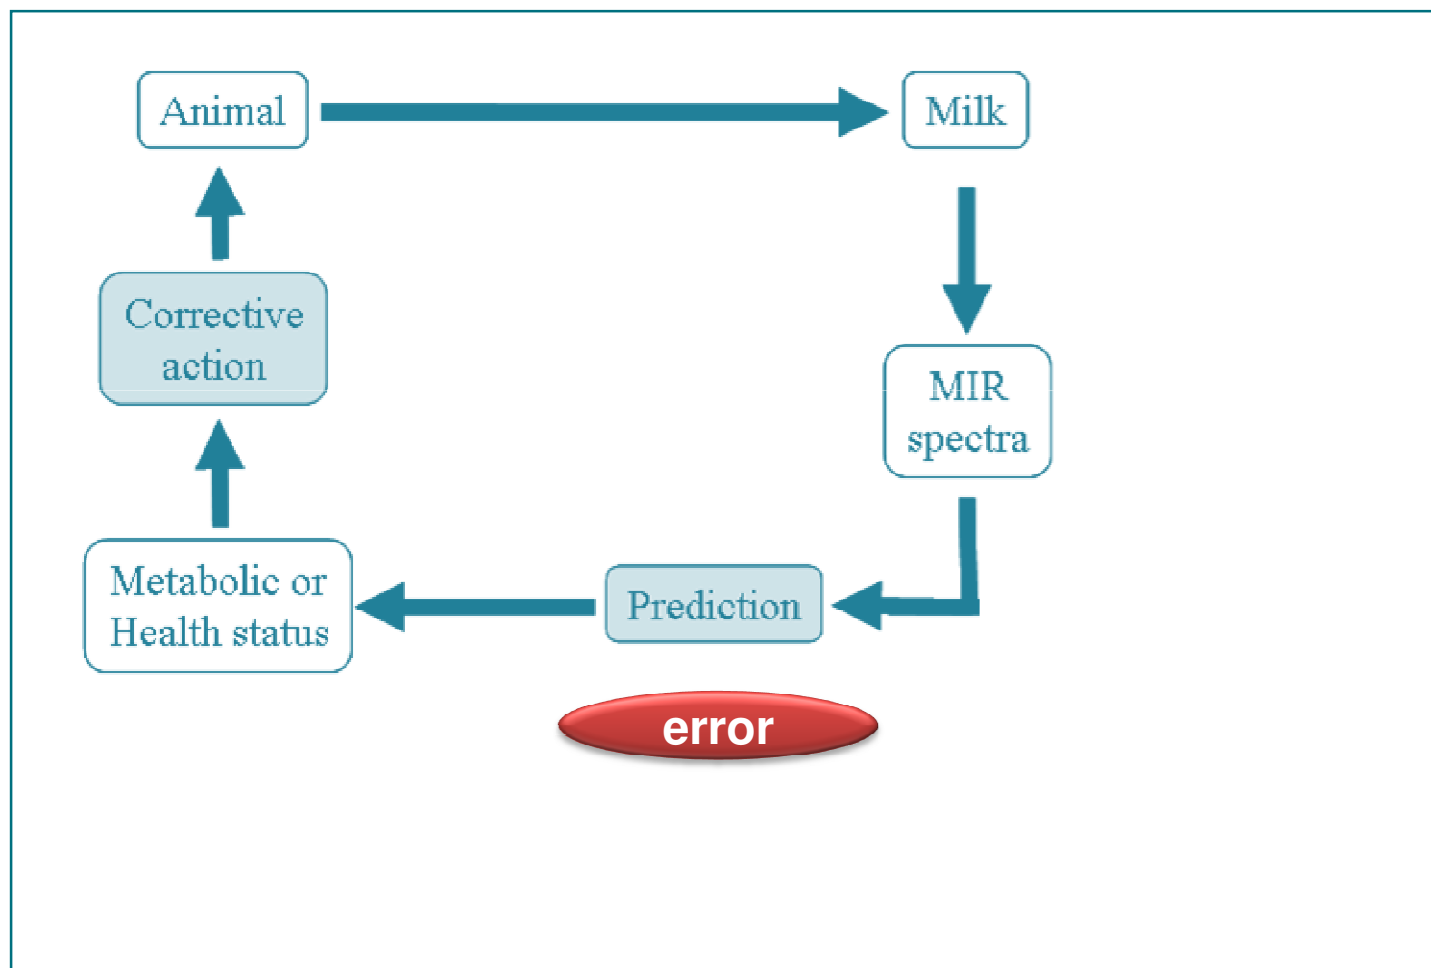 Animal
Milk
Corrective
action
MIR
spectra
Metabolic or
Health status
Prediction
error